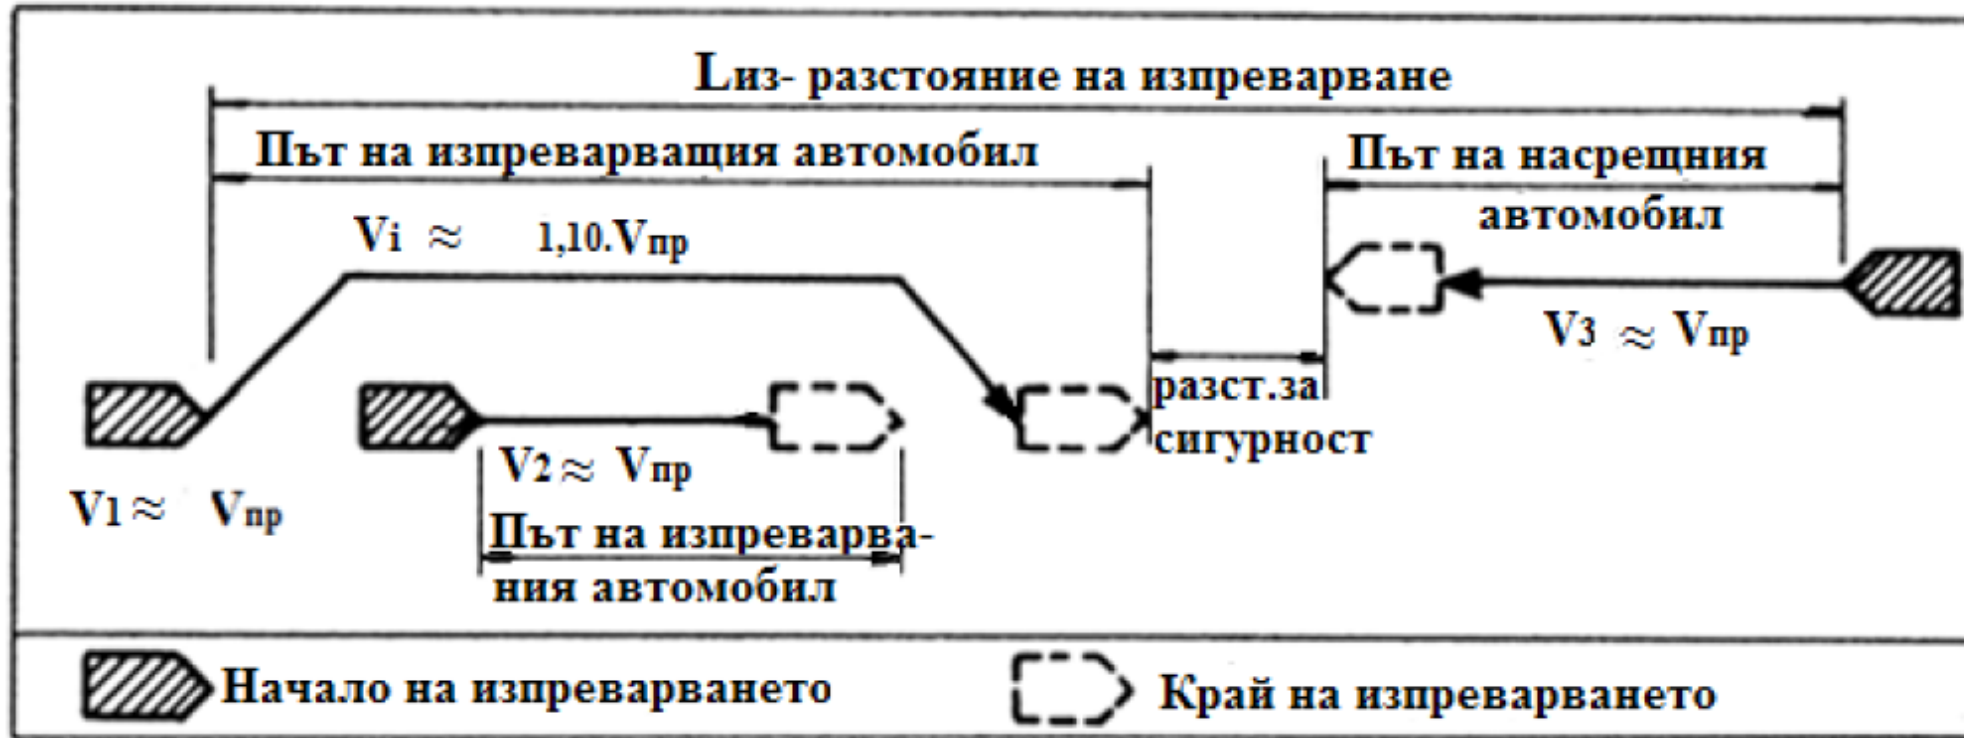 Lиз- разстояние на изпреварване
Път на изпреварващия автомобил
Път на насрещния
автомобил
Vi ≈ 1,10.Vпр
V3 ≈ Vпр
разст.за
сигурност
V2 ≈ Vпр
V1 ≈ Vпр
Път на изпреварва-
ния автомобил
Начало на изпреварването
Край на изпреварването